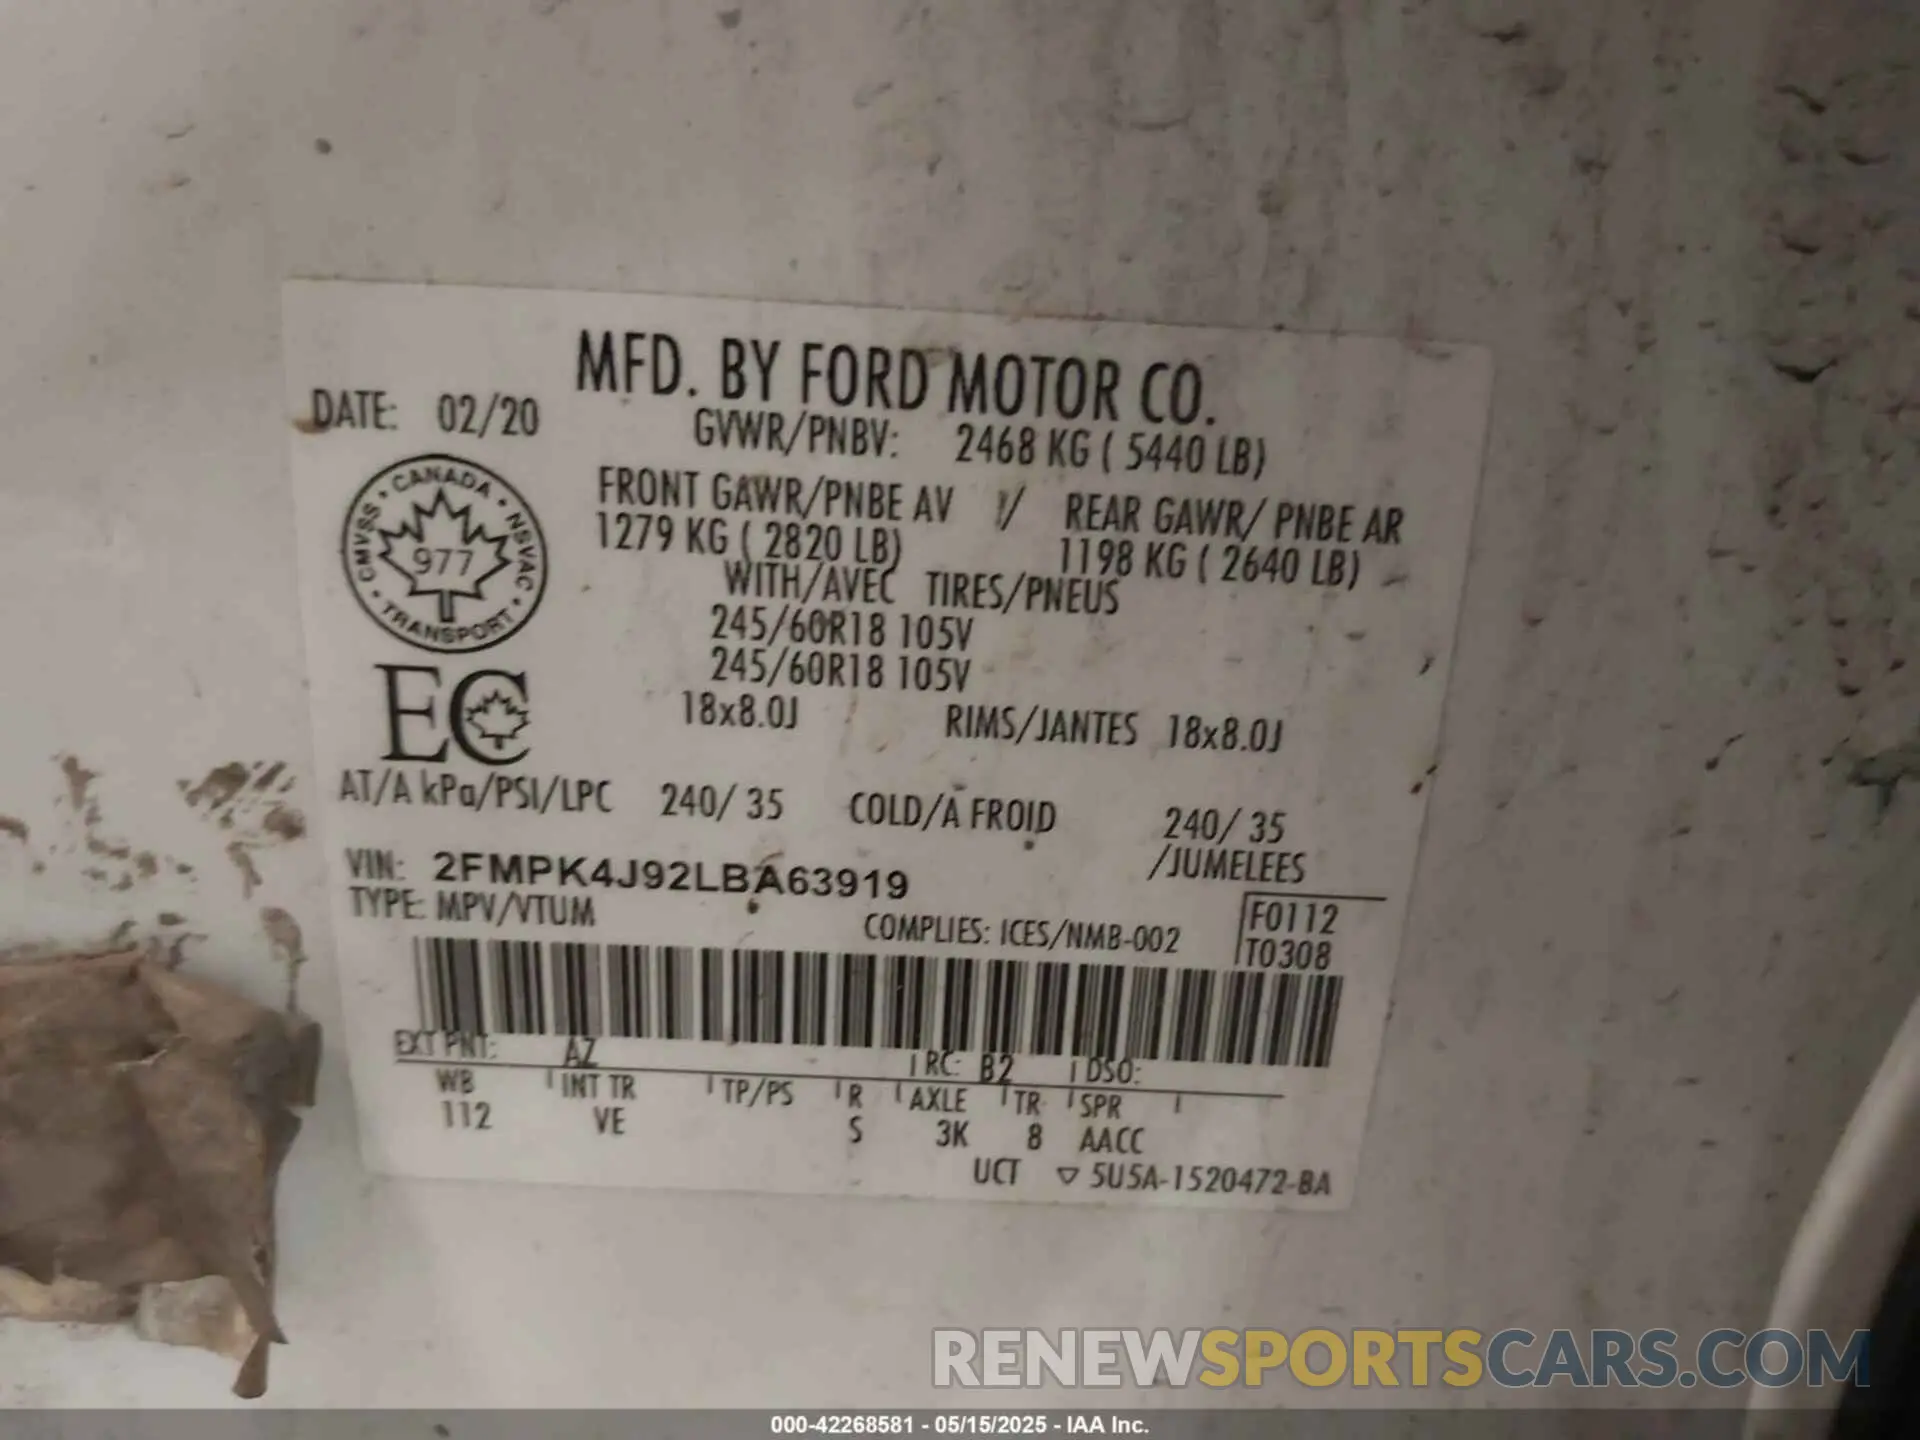 MFD. BY FORD MOTOR CO.
DATE: 02/20
GVWR/PNBV: 2468 KG ( 5440 LB)
FRONT GAWR/PNBE AV / REAR GAWR/ PNBE AR
1279 KG ( 2820 LB) 1198 KG ( 2640 LB)
WITH/AVEC TIRES/PNEUS
245/60R18 105V
245/60R18 105V
18x8.0J RIMS/JANTES 18x8.0J
CANADA
NSVAC
TRANSPORT
CMVSS
977
EC
AT/A kPa/PSI/LPC 240/ 35 COLD/A FROID 240/ 35
/JUMELEES
VIN: 2FMPK4J92LBA63919
TYPE: MPV/VTUM
COMPLIES: ICES/NMB-002
F0112
T0308
EXT PNT: AZ RC: B2 DSO:
WB INT TR TP/PS R AXLE TR SPR
112 VE S 3K 8 AACC
UCT ▽ 5U5A-1520472-BA
RENEWSPORTSCARS.COM
000-42268581 - 05/15/2025 - IAA Inc.